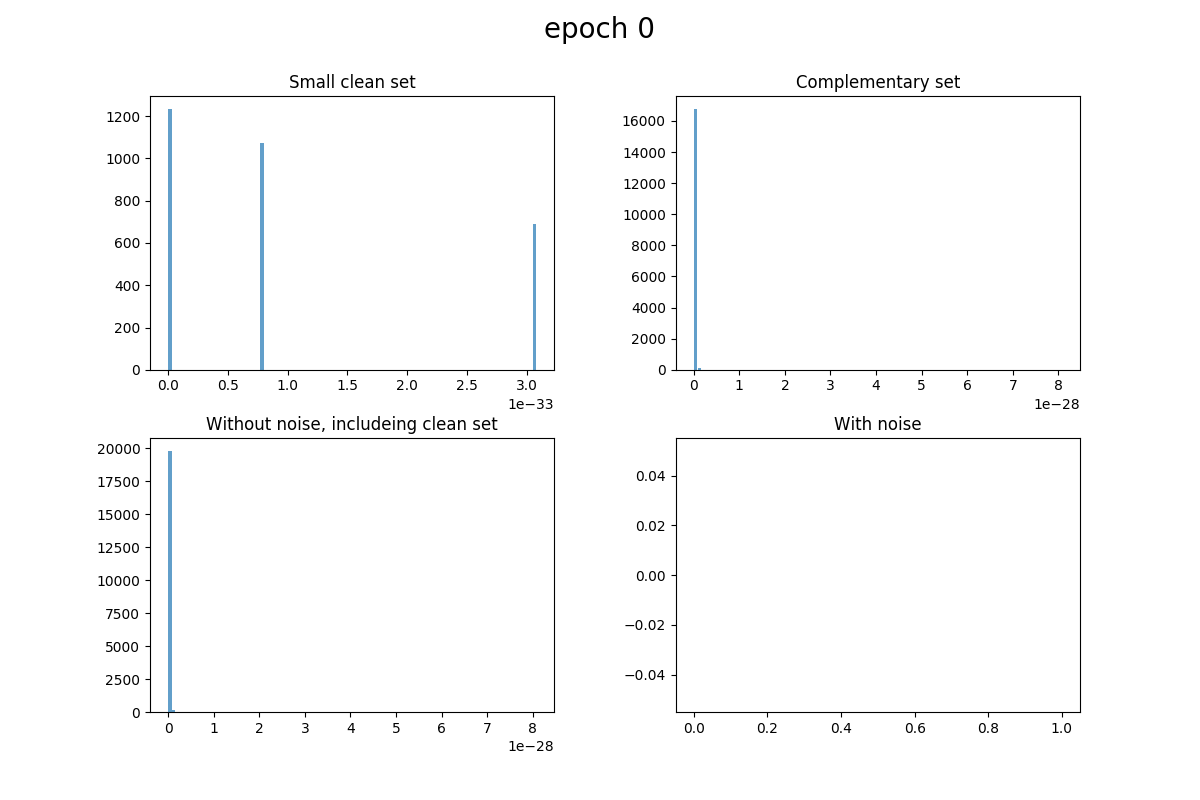 epoch 0
Small clean set
1200
1000
800
600
400
200
0
0.0 0.5 1.0 1.5 2.0 2.5 3.0
1e−33
Complementary set
16000
14000
12000
10000
8000
6000
4000
2000
0
0 1 2 3 4 5 6 7 8
1e−28
Without noise, includeing clean set
20000
17500
15000
12500
10000
7500
5000
2500
0
0 1 2 3 4 5 6 7 8
1e−28
With noise
0.04
0.02
0.00
−0.02
−0.04
0.0 0.2 0.4 0.6 0.8 1.0